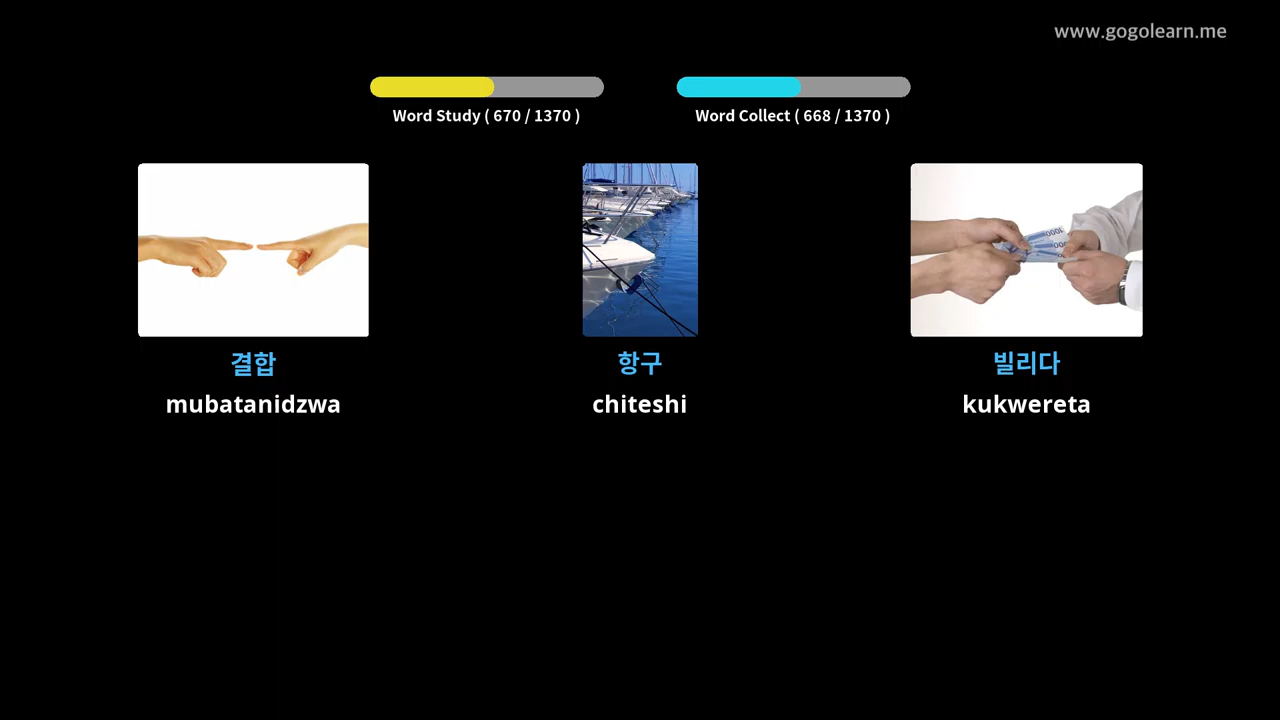 www.gogolearn.me
Word Study ( 670 / 1370 )
Word Collect ( 668 / 1370 )
결합
항구
빌리다
mubatanidzwa
chiteshi
kukwereta